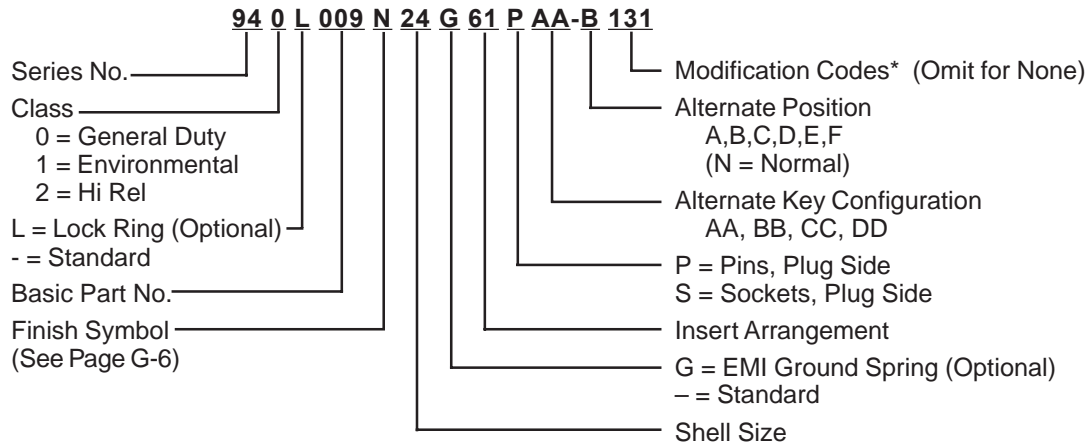 94 0 L 009 N 24 G 61 P AA-B 131
Series No.
Class
0 = General Duty
1 = Environmental
2 = Hi Rel
L = Lock Ring (Optional)
- = Standard
Basic Part No.
Finish Symbol
(See Page G-6)
Modification Codes* (Omit for None)
Alternate Position
A,B,C,D,E,F
(N = Normal)
Alternate Key Configuration
AA, BB, CC, DD
P = Pins, Plug Side
S = Sockets, Plug Side
Insert Arrangement
G = EMI Ground Spring (Optional)
– = Standard
Shell Size